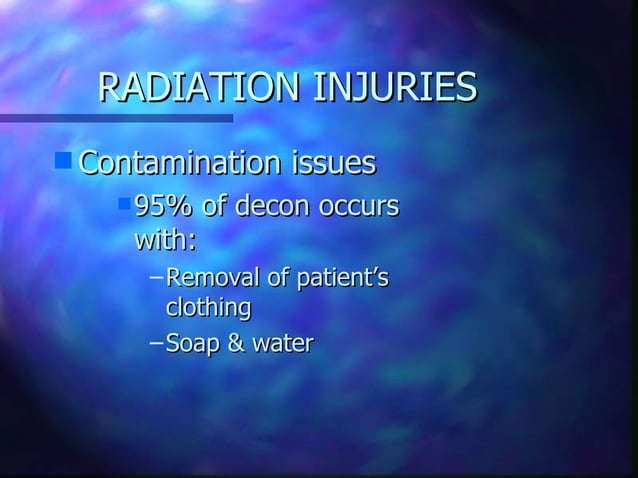 RADIATION INJURIES
Contamination issues
95% of decon occurs
with:
–Removal of patient’s
clothing
–Soap & water